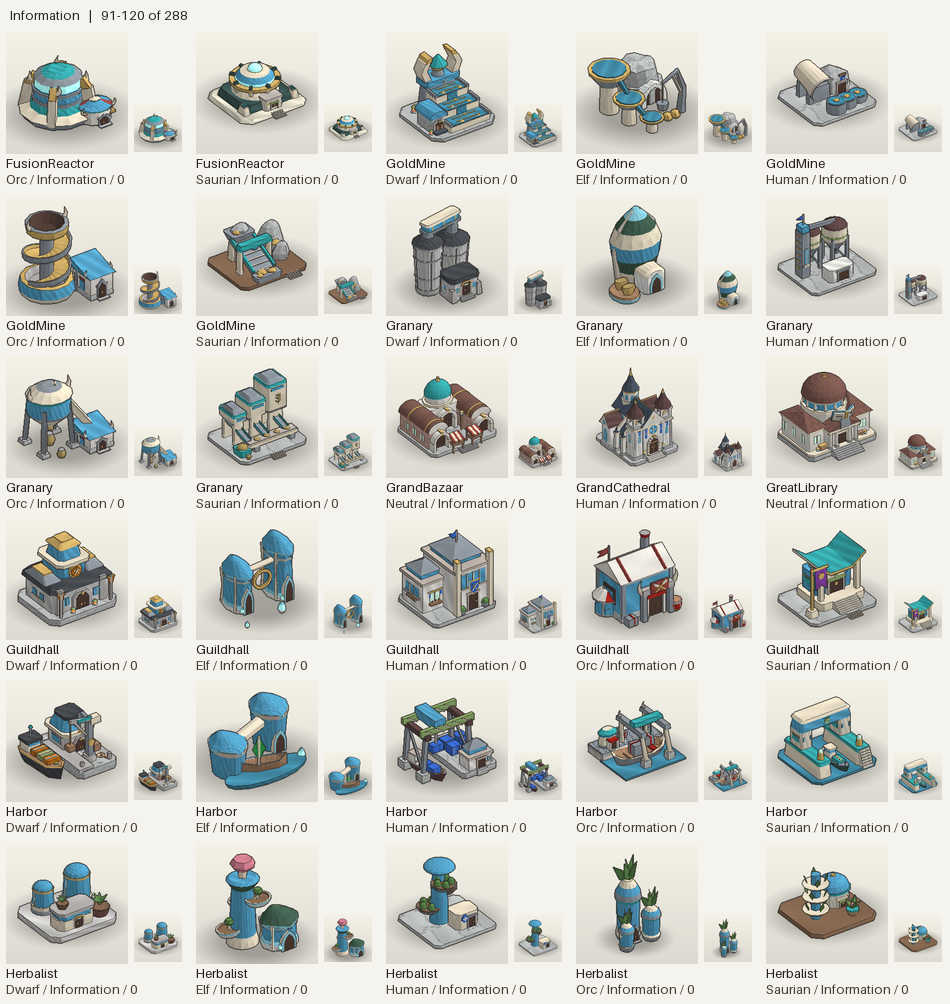 Information | 91-120 of 288
FusionReactor
Orc / Information / 0
FusionReactor
Saurian / Information / 0
GoldMine
Dwarf / Information / 0
GoldMine
Elf / Information / 0
GoldMine
Human / Information / 0
GoldMine
Orc / Information / 0
GoldMine
Saurian / Information / 0
Granary
Dwarf / Information / 0
Granary
Elf / Information / 0
Granary
Human / Information / 0
Granary
Orc / Information / 0
Granary
Saurian / Information / 0
GrandBazaar
Neutral / Information / 0
GrandCathedral
Human / Information / 0
GreatLibrary
Neutral / Information / 0
Guildhall
Dwarf / Information / 0
Guildhall
Elf / Information / 0
Guildhall
Human / Information / 0
Guildhall
Orc / Information / 0
Guildhall
Saurian / Information / 0
Harbor
Dwarf / Information / 0
Harbor
Elf / Information / 0
Harbor
Human / Information / 0
Harbor
Orc / Information / 0
Harbor
Saurian / Information / 0
Herbalist
Dwarf / Information / 0
Herbalist
Elf / Information / 0
Herbalist
Human / Information / 0
Herbalist
Orc / Information / 0
Herbalist
Saurian / Information / 0